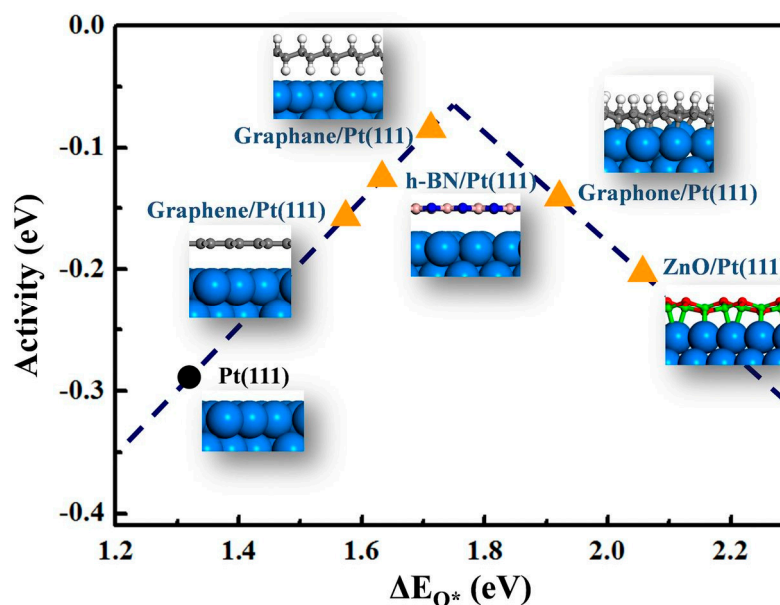 0.0
Graphane/Pt(111)
-0.1
h-BN/Pt(111)
Graphone/Pt(111)
Graphene/Pt(111)
-0.2
ZnO/Pt(111
Activity (eV)
Pt(111)
-0.3
-0.4
1.2 1.4 1.6 1.8 2.0 2.2
ΔE_O* (eV)